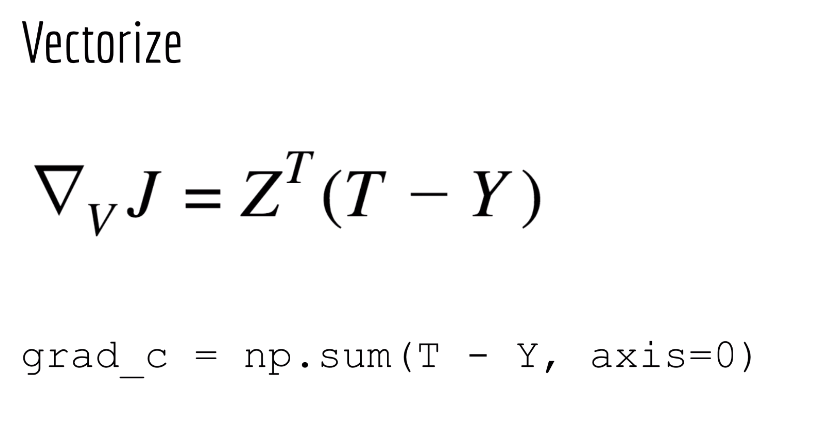 Vectorize
∇_V J = Z^T (T − Y)
grad_c = np.sum(T - Y, axis=0)